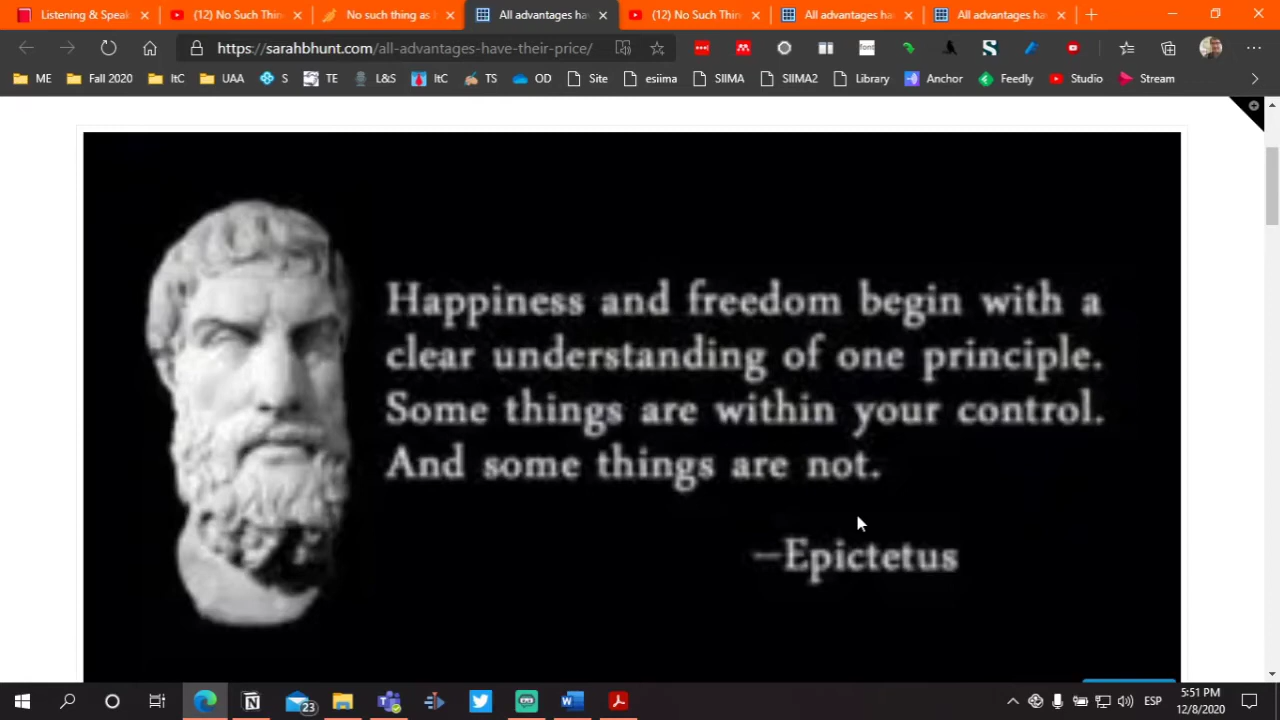 Listening & Speak
(12) No Such Thin
No such thing as
All advantages ha
(12) No Such Thin
All advantages ha
All advantages ha
https://sarahbhunt.com/all-advantages-have-their-price/
font
ME
Fall 2020
ItC
UAA
S
TE
L&S
ItC
TS
OD
Site
esiima
SIIMA
SIIMA2
Library
Anchor
Feedly
Studio
Stream
Happiness and freedom begin with a
clear understanding of one principle.
Some things are within your control.
And some things are not.
—Epictetus
23
ESP
5:51 PM
12/8/2020